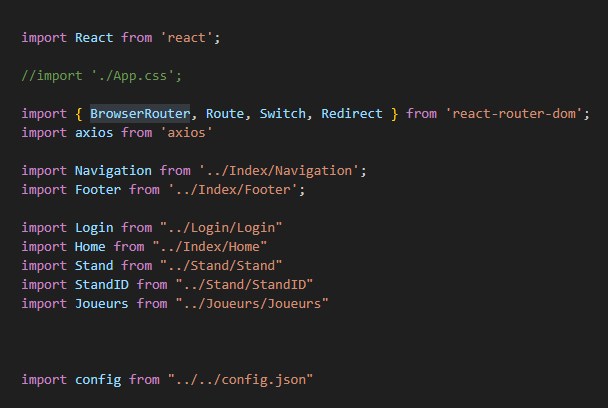 import React from 'react';
//import './App.css';
import { BrowserRouter, Route, Switch, Redirect } from 'react-router-dom';
import axios from 'axios'
import Navigation from '../Index/Navigation';
import Footer from '../Index/Footer';
import Login from "../Login/Login"
import Home from "../Index/Home"
import Stand from "../Stand/Stand"
import StandID from "../Stand/StandID"
import Joueurs from "../Joueurs/Joueurs"
import config from "../../config.json"